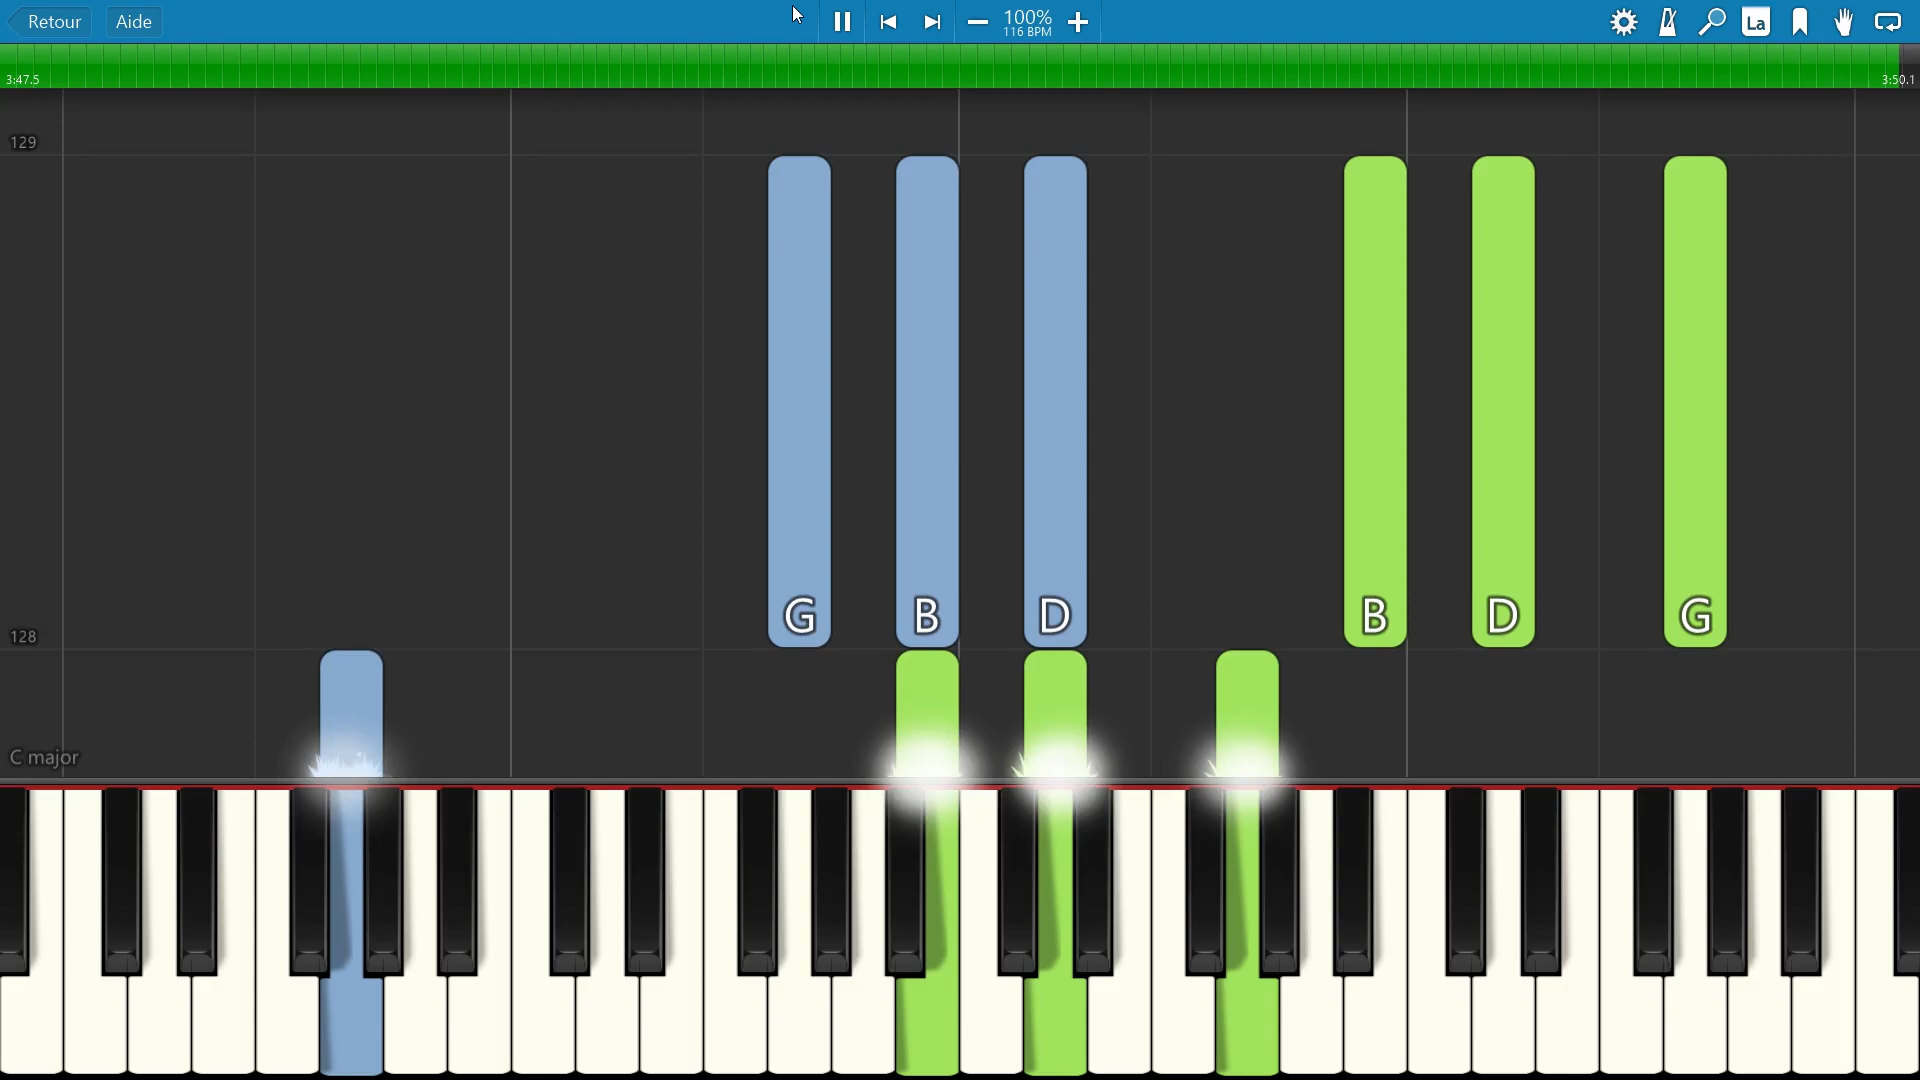 Retour Aide 100% La
116 BPM
3:47.5 3:50.1
129
G B D B D G
128
C major